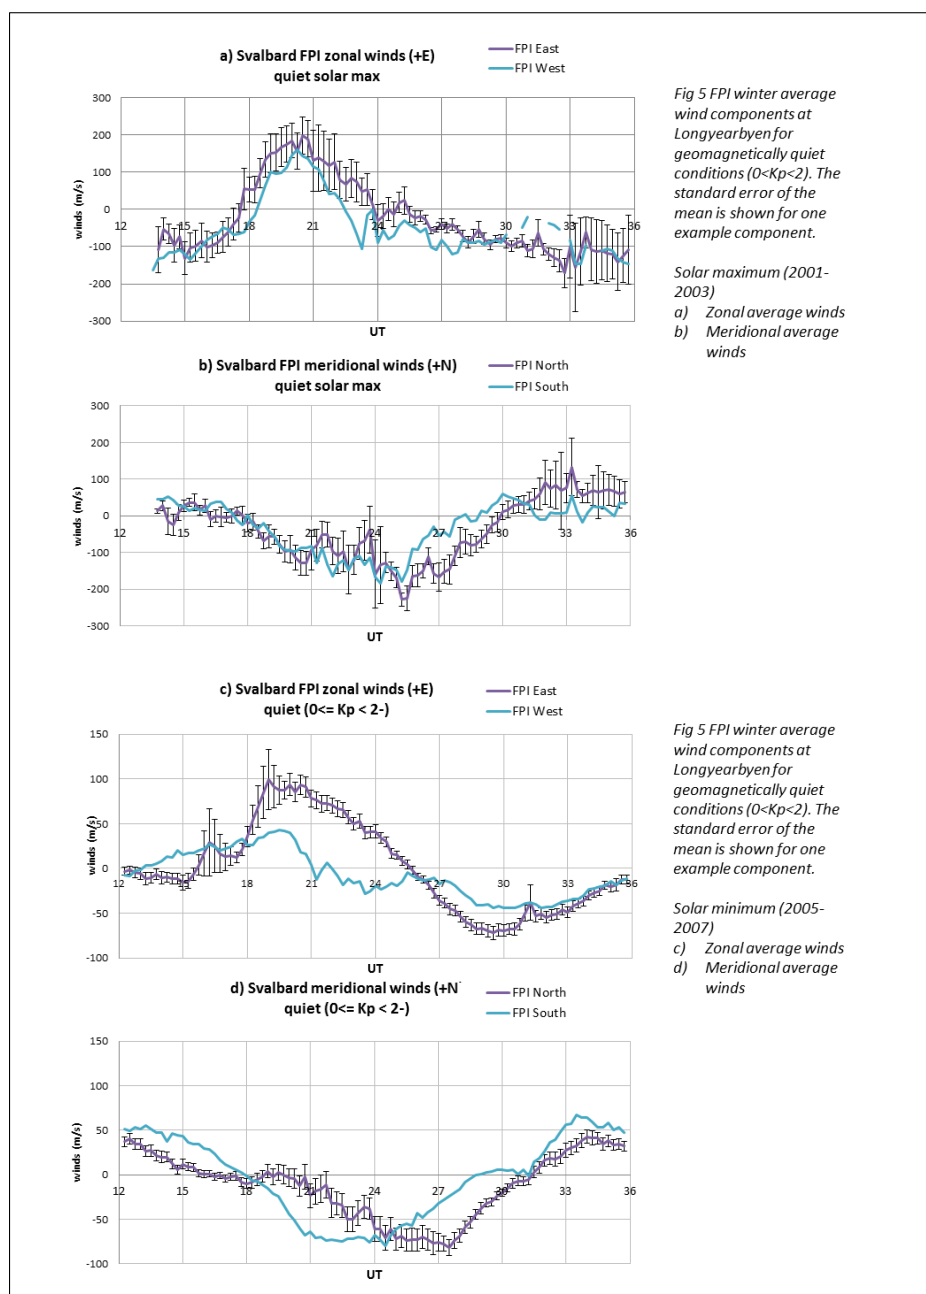 a) Svalbard FPI zonal winds (+E)
quiet solar max
FPI East
FPI West
300
200
100
0
-100
-200
-300
12
15
18
21
24
27
30
33
36
winds (m/s)
UT
Fig 5 FPI winter average
wind components at
Longyearbyen for
geomagnetically quiet
conditions (0<Kp<2). The
standard error of the
mean is shown for one
example component.
Solar maximum (2001-
2003)
a) Zonal average winds
b) Meridional average
winds
b) Svalbard FPI meridional winds (+N)
quiet solar max
FPI North
FPI South
300
200
100
0
-100
-200
-300
12
15
18
21
24
27
30
33
36
winds (m/s)
UT
c) Svalbard FPI zonal winds (+E)
quiet (0<= Kp < 2-)
FPI East
FPI West
150
100
50
0
-50
-100
12
15
18
21
24
27
30
33
36
winds (m/s)
UT
Fig 5 FPI winter average
wind components at
Longyearbyen for
geomagnetically quiet
conditions (0<Kp<2). The
standard error of the
mean is shown for one
example component.
Solar minimum (2005-
2007)
c) Zonal average winds
d) Meridional average
winds
d) Svalbard meridional winds (+N
quiet (0<= Kp < 2-)
FPI North
FPI South
150
100
50
0
-50
-100
12
15
18
21
24
27
30
33
36
winds (m/s)
UT